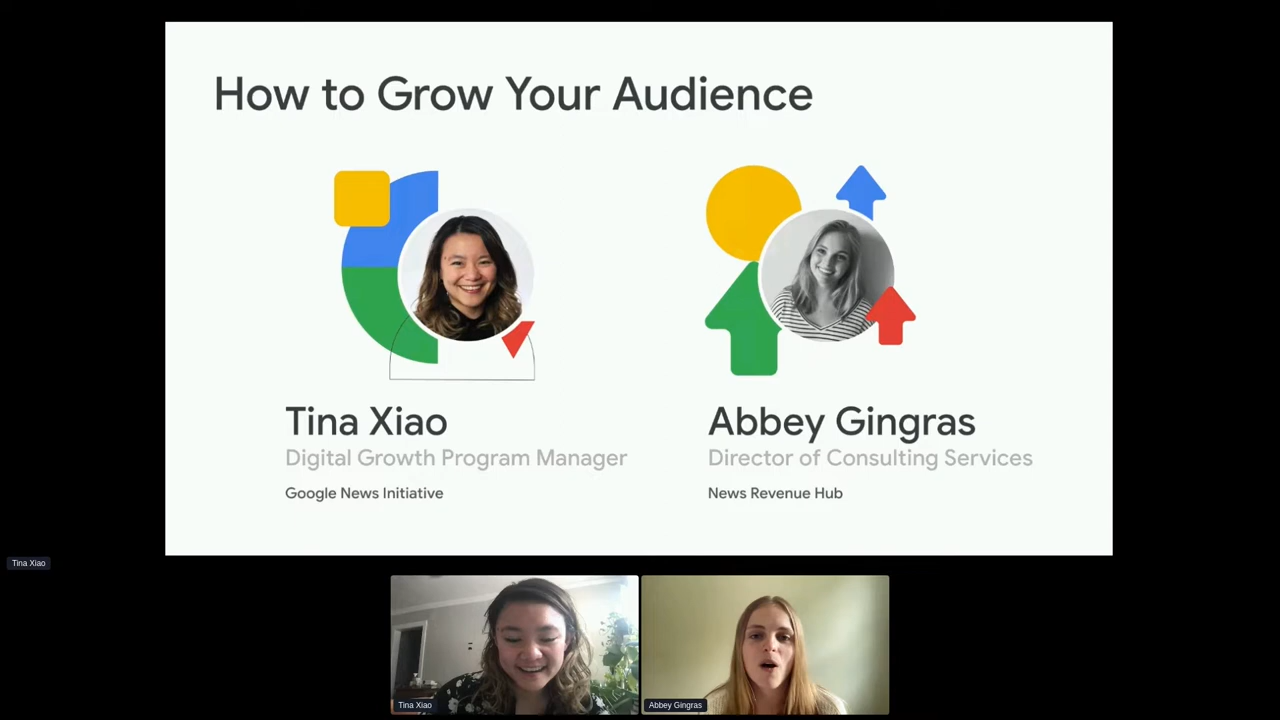 How to Grow Your Audience
Tina Xiao
Digital Growth Program Manager
Google News Initiative
Abbey Gingras
Director of Consulting Services
News Revenue Hub
Tina Xiao
Tina Xiao
Abbey Gingras